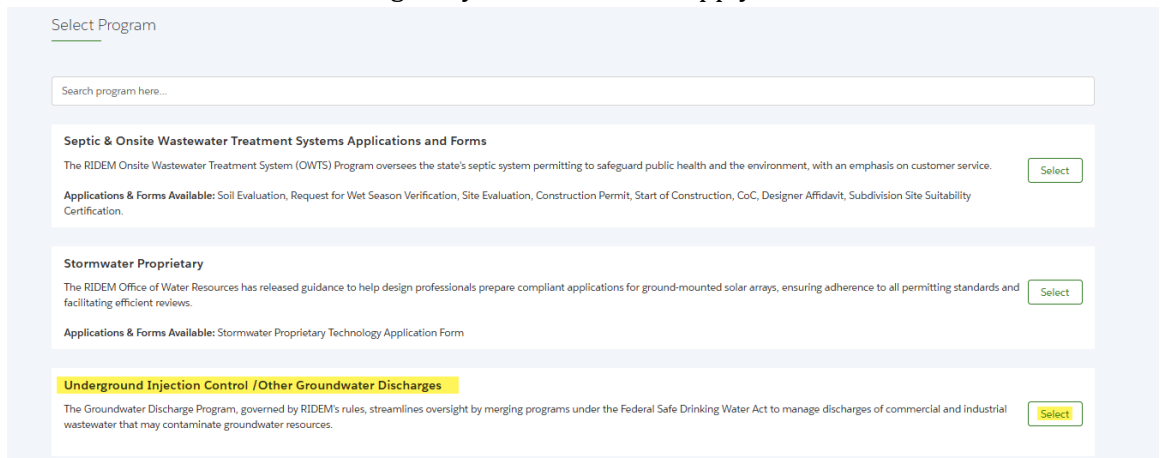 Select Program
Search program here...
Septic & Onsite Wastewater Treatment Systems Applications and Forms
The RIDEM Onsite Wastewater Treatment System (OWTS) Program oversees the state's septic system permitting to safeguard public health and the environment, with an emphasis on customer service.
Select
Applications & Forms Available: Soil Evaluation, Request for Wet Season Verification, Site Evaluation, Construction Permit, Start of Construction, CoC, Designer Affidavit, Subdivision Site Suitability
Certification.
Stormwater Proprietary
The RIDEM Office of Water Resources has released guidance to help design professionals prepare compliant applications for ground-mounted solar arrays, ensuring adherence to all permitting standards and
facilitating efficient reviews.
Select
Applications & Forms Available: Stormwater Proprietary Technology Application Form
Underground Injection Control /Other Groundwater Discharges
The Groundwater Discharge Program, governed by RIDEM's rules, streamlines oversight by merging programs under the Federal Safe Drinking Water Act to manage discharges of commercial and industrial
wastewater that may contaminate groundwater resources.
Select